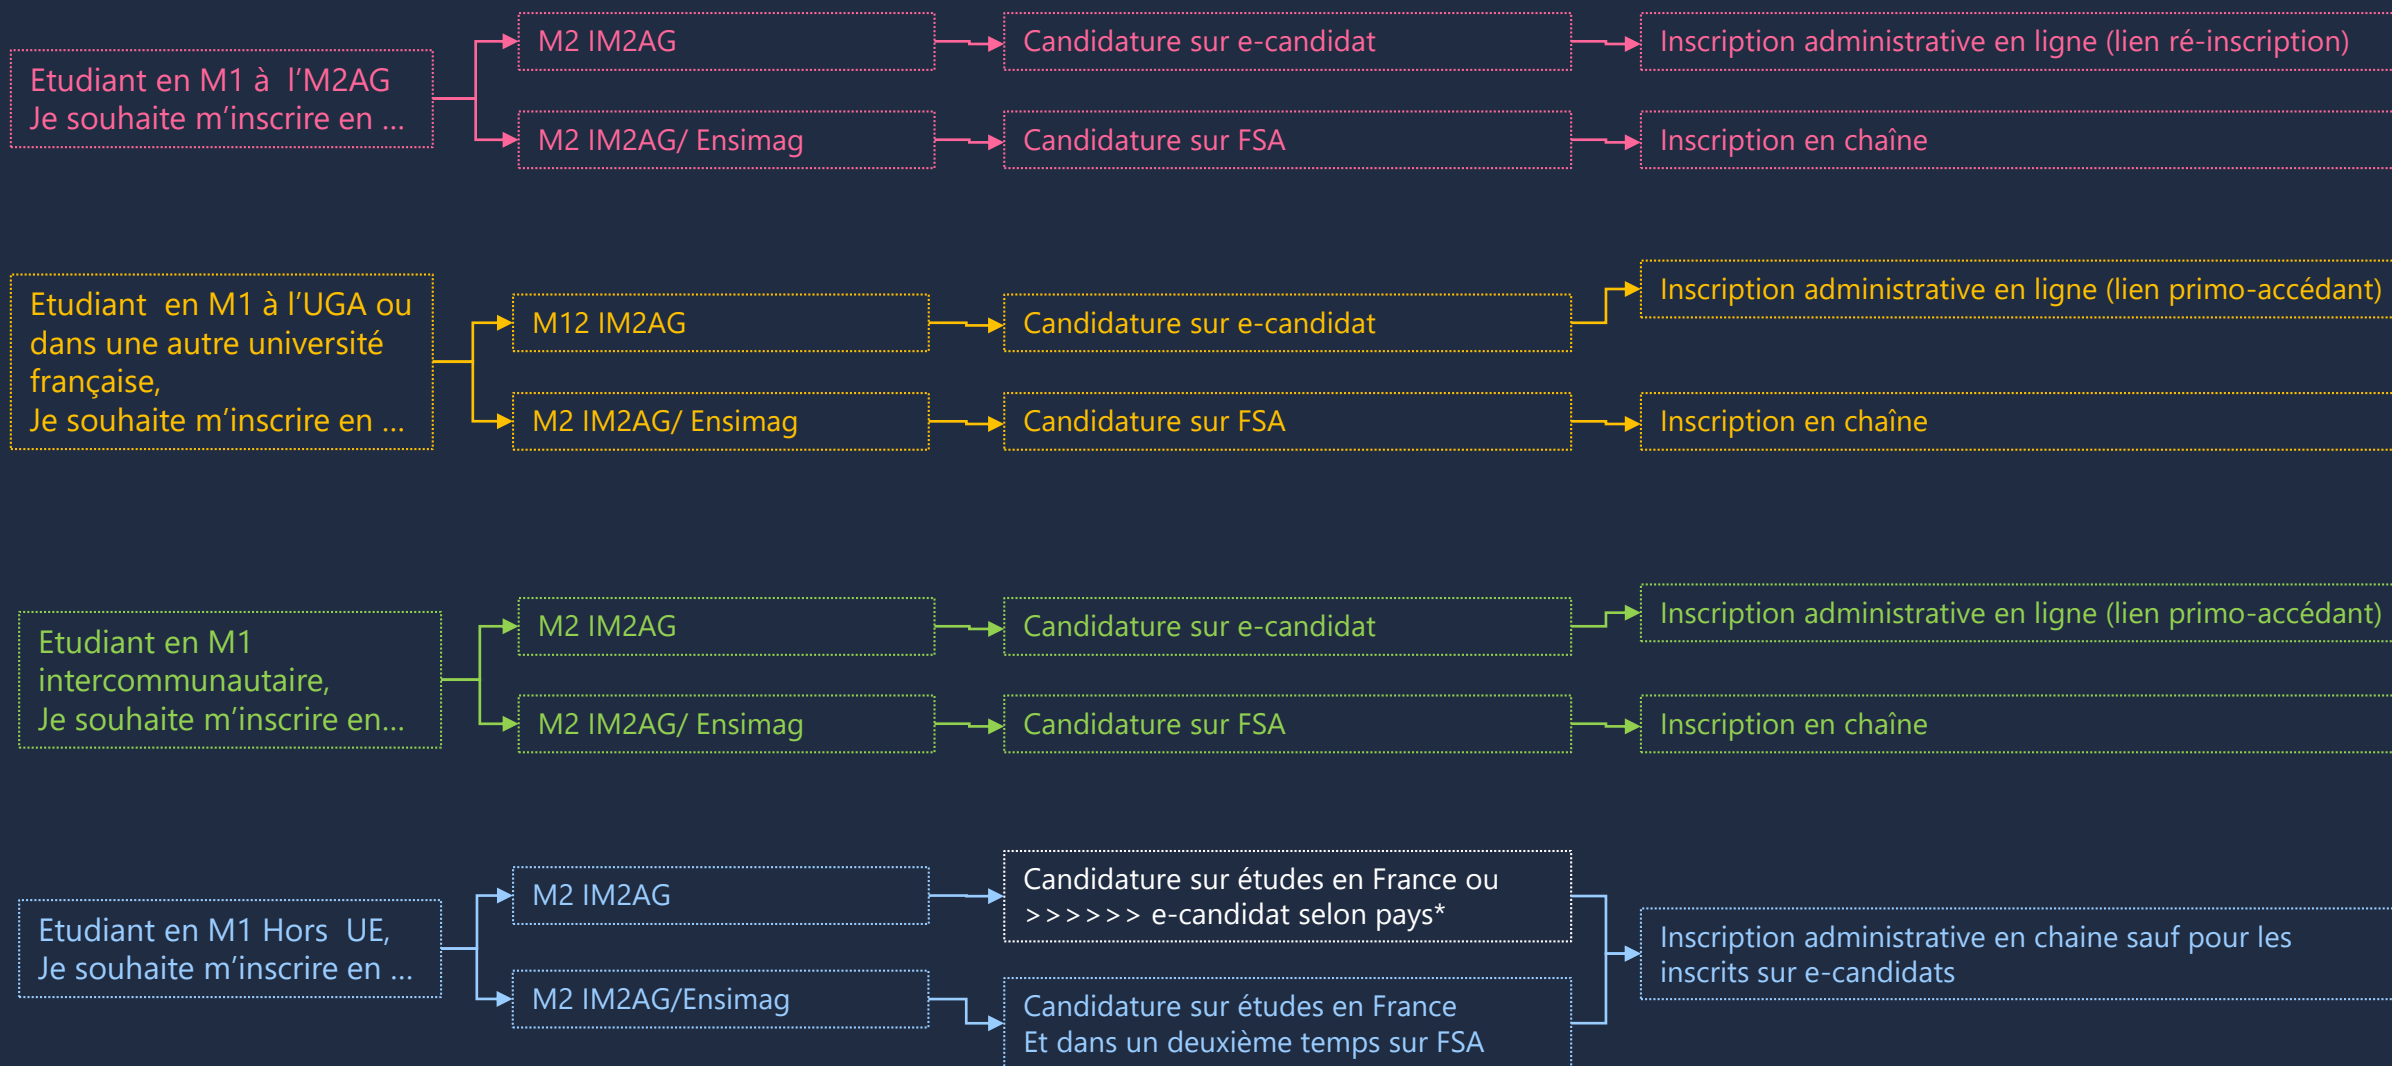 Etudiant en M1 à  l’M2AG
Je souhaite m’inscrire en ...
M2 IM2AG
Candidature sur e-candidat
Inscription administrative en ligne (lien ré-inscription)
M2 IM2AG/ Ensimag
Candidature sur FSA
Inscription en chaîne
Etudiant  en M1 à l’UGA ou
dans une autre université
française,
Je souhaite m’inscrire en ...
M12 IM2AG
Candidature sur e-candidat
Inscription administrative en ligne (lien primo-accédant)
M2 IM2AG/ Ensimag
Candidature sur FSA
Inscription en chaîne
Etudiant en M1
intercommunautaire,
Je souhaite m’inscrire en...
M2 IM2AG
Candidature sur e-candidat
Inscription administrative en ligne (lien primo-accédant)
M2 IM2AG/ Ensimag
Candidature sur FSA
Inscription en chaîne
Etudiant en M1 Hors  UE,
Je souhaite m’inscrire en ...
M2 IM2AG
Candidature sur études en France ou
>>>>>> e-candidat selon pays*
M2 IM2AG/Ensimag
Candidature sur études en France
Et dans un deuxième temps sur FSA
Inscription administrative en chaine sauf pour les
inscrits sur e-candidats